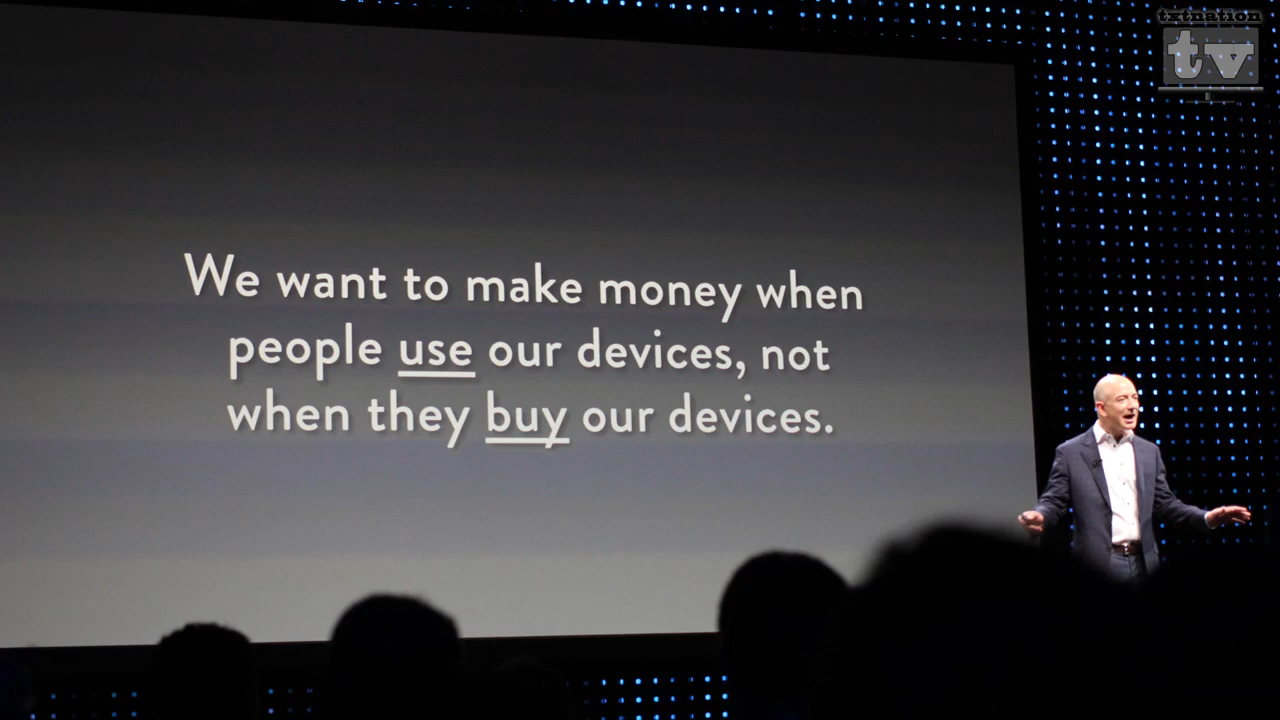 txtnation
tv
We want to make money when
people use our devices, not
when they buy our devices.